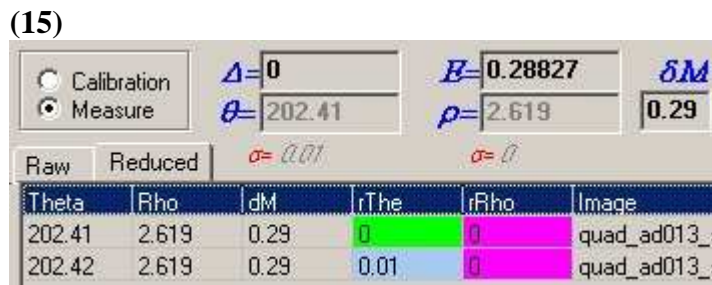 (15)
Calibration Δ= 0 E= 0.28827 δM
Measure θ= 202.41 ρ= 2.619 0.29
Raw Reduced σ= 0.01 σ= 0
Theta Rho dM rThe rRho Image
202.41 2.619 0.29 0 0 quad_ad013_
202.42 2.619 0.29 0.01 0 quad_ad013_